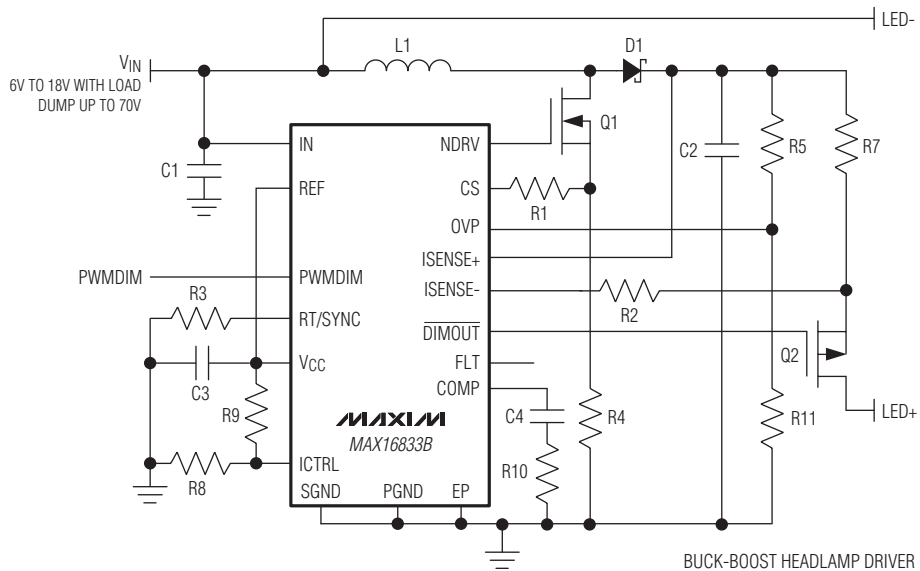 LED-
VIN
6V TO 18V WITH LOAD
DUMP UP TO 70V
L1
D1
C1
IN
REF
PWMDIM
PWMDIM
R3
RT/SYNC
C3
VCC
R9
R8
ICTRL
SGND
PGND
EP
MAXIM
MAX16833B
NDRV
CS
OVP
ISENSE+
ISENSE-
DIMOUT
FLT
COMP
Q1
R1
C2
R5
R7
R2
Q2
C4
R4
R10
R11
LED+
BUCK-BOOST HEADLAMP DRIVER